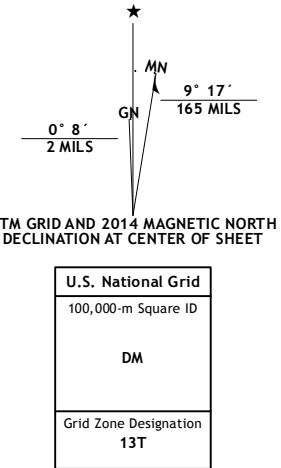 MN
GN
9° 17´
165 MILS
0° 8´
2 MILS
TM GRID AND 2014 MAGNETIC NORTH
DECLINATION AT CENTER OF SHEET
U.S. National Grid
100,000-m Square ID
DM
Grid Zone Designation
13T